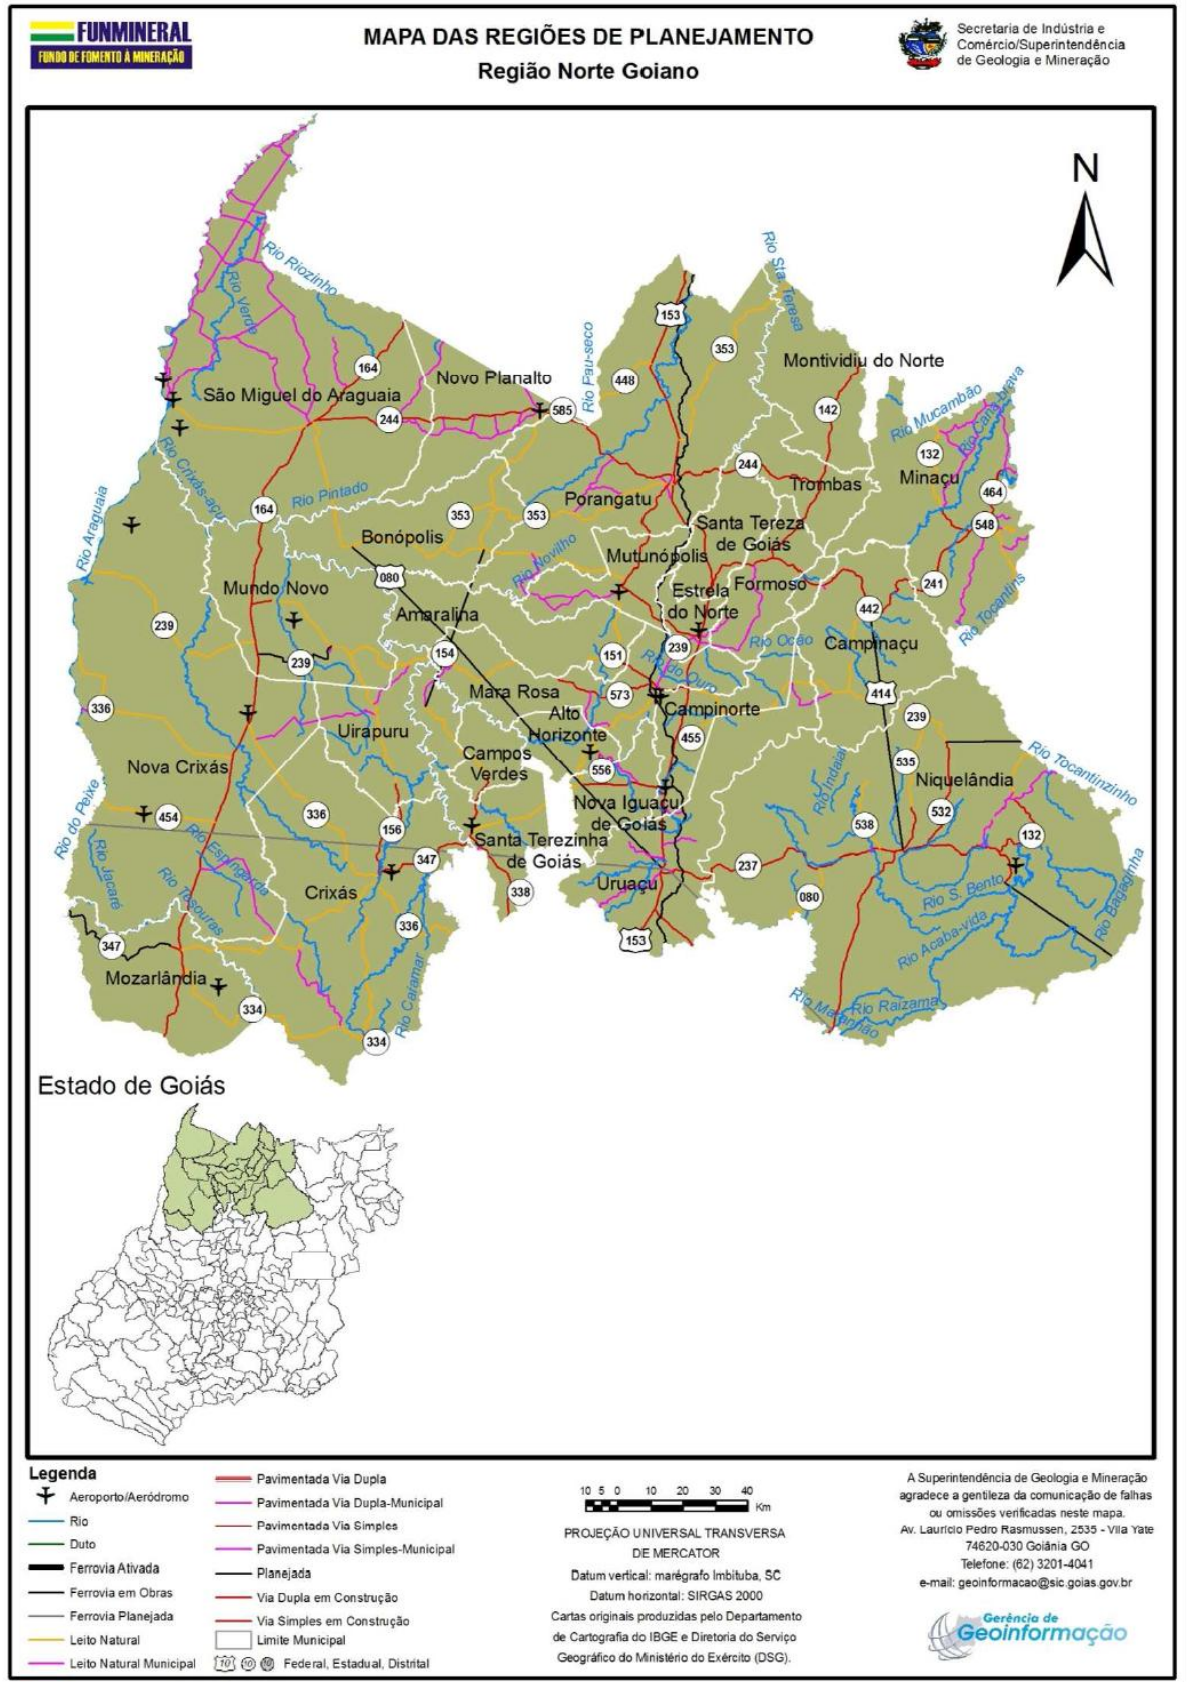 FUNMINERAL
FUNDO DE FOMENTO À MINERAÇÃO
MAPA DAS REGIÕES DE PLANEJAMENTO
Região Norte Goiano
Secretaria de Indústria e
Comércio/Superintendência
de Geologia e Mineração
N
Rio Riozinho
Rio Verde
Rio Sta. Teresa
153
353
Rio Pau-seco
Montividiu do Norte
164
Novo Planalto
448
São Miguel do Araguaia
585
244
142
Rio Mucambão
Rio Cana-brava
132
Minaçu
Rio Crixás-açu
244
Trombas
464
Rio Pintado
Porangatu
164
353
353
Santa Tereza
de Goiás
548
Rio Araguaia
Bonópolis
Rio Novilho
Mutunópolis
080
Mundo Novo
Estrela
do Norte
Formoso
241
Amaralina
442
Rio Tocantins
239
154
151
239
Rio Ocão
Campinaçu
239
Rio do Ouro
Mara Rosa
573
414
336
Alto
Horizonte
Campinorte
239
Uirapuru
455
Campos
Verdes
Rio Tocantinzinho
Nova Crixás
556
Rio Indaiá
535
Niquelândia
Rio do Peixe
454
336
Nova Iguaçu
de Goiás
532
156
538
132
Santa Terezinha
de Goiás
Rio Espingarda
347
237
Rio Jacaré
Rio Tesouras
Crixás
Uruaçu
338
080
Rio S. Bento
Rio Bagaginha
336
153
Rio Acaba-vida
347
Mozarlândia
Rio Calamar
334
Rio Maranhão
Rio Raizama
334
Estado de Goiás
Legenda
Aeroporto/Aeródromo
Rio
Duto
Ferrovia Ativada
Ferrovia em Obras
Ferrovia Planejada
Leito Natural
Leito Natural Municipal
Pavimentada Via Dupla
Pavimentada Via Dupla-Municipal
Pavimentada Via Simples
Pavimentada Via Simples-Municipal
Planejada
Via Dupla em Construção
Via Simples em Construção
Limite Municipal
10 10 10 Federal, Estadual, Distrital
10 5 0 10 20 30 40
Km
PROJEÇÃO UNIVERSAL TRANSVERSA
DE MERCATOR
Datum vertical: marégrafo Imbituba, SC
Datum horizontal: SIRGAS 2000
Cartas originais produzidas pelo Departamento
de Cartografia do IBGE e Diretoria do Serviço
Geográfico do Ministério do Exército (DSG).
A Superintendência de Geologia e Mineração
agradece a gentileza da comunicação de falhas
ou omissões verificadas neste mapa.
Av. Laurício Pedro Rasmussen, 2535 - Vila Yate
74620-030 Goiânia GO
Telefone: (62) 3201-4041
e-mail: geoinformacao@sic.goias.gov.br
Gerência de
Geoinformação